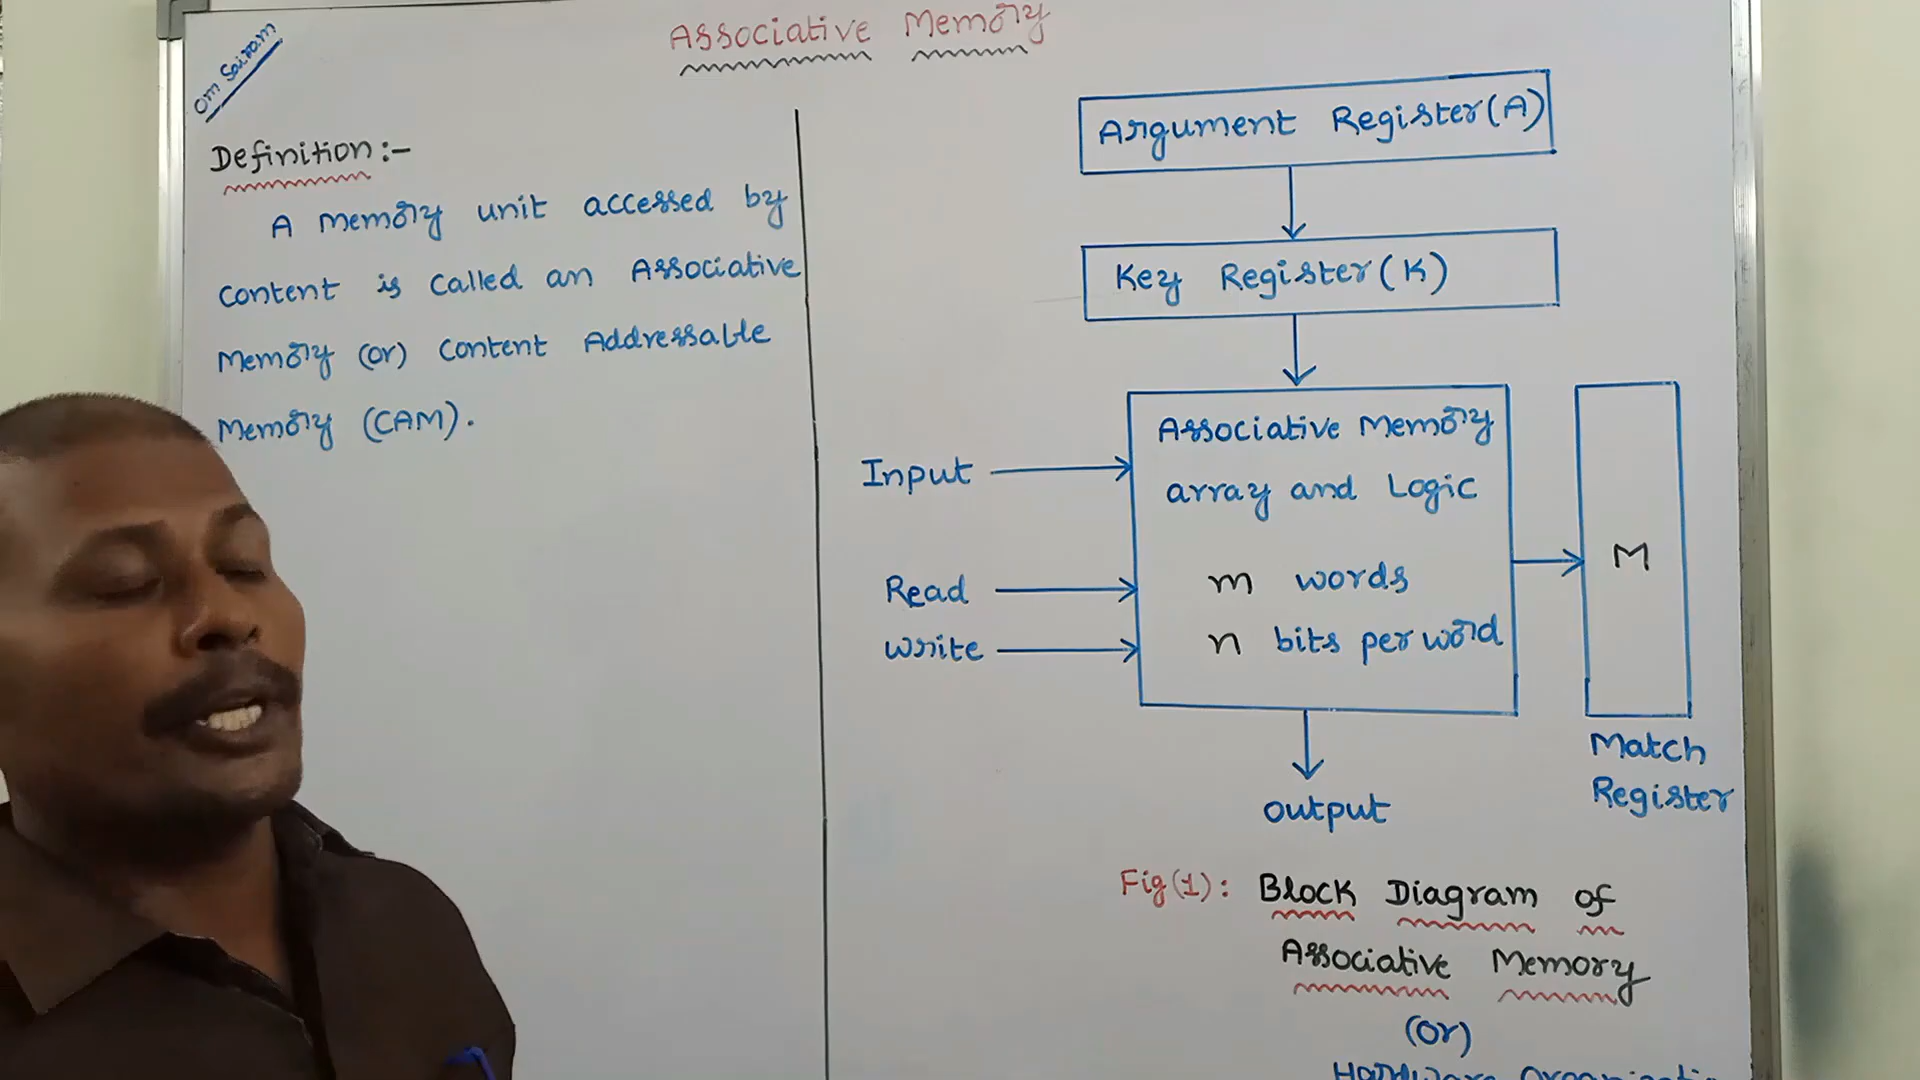 Associative Memory
Om Sairam
Definition:-
A Memory unit accessed by
content is called an Associative
Memory (or) Content Addressable
Memory (CAM).
Argument Register(A)
Key Register(K)
Associative Memory
array and Logic
m words
n bits per word
Input
Read
Write
M
Match
Register
output
Fig(1): Block Diagram of
Associative Memory
(or)